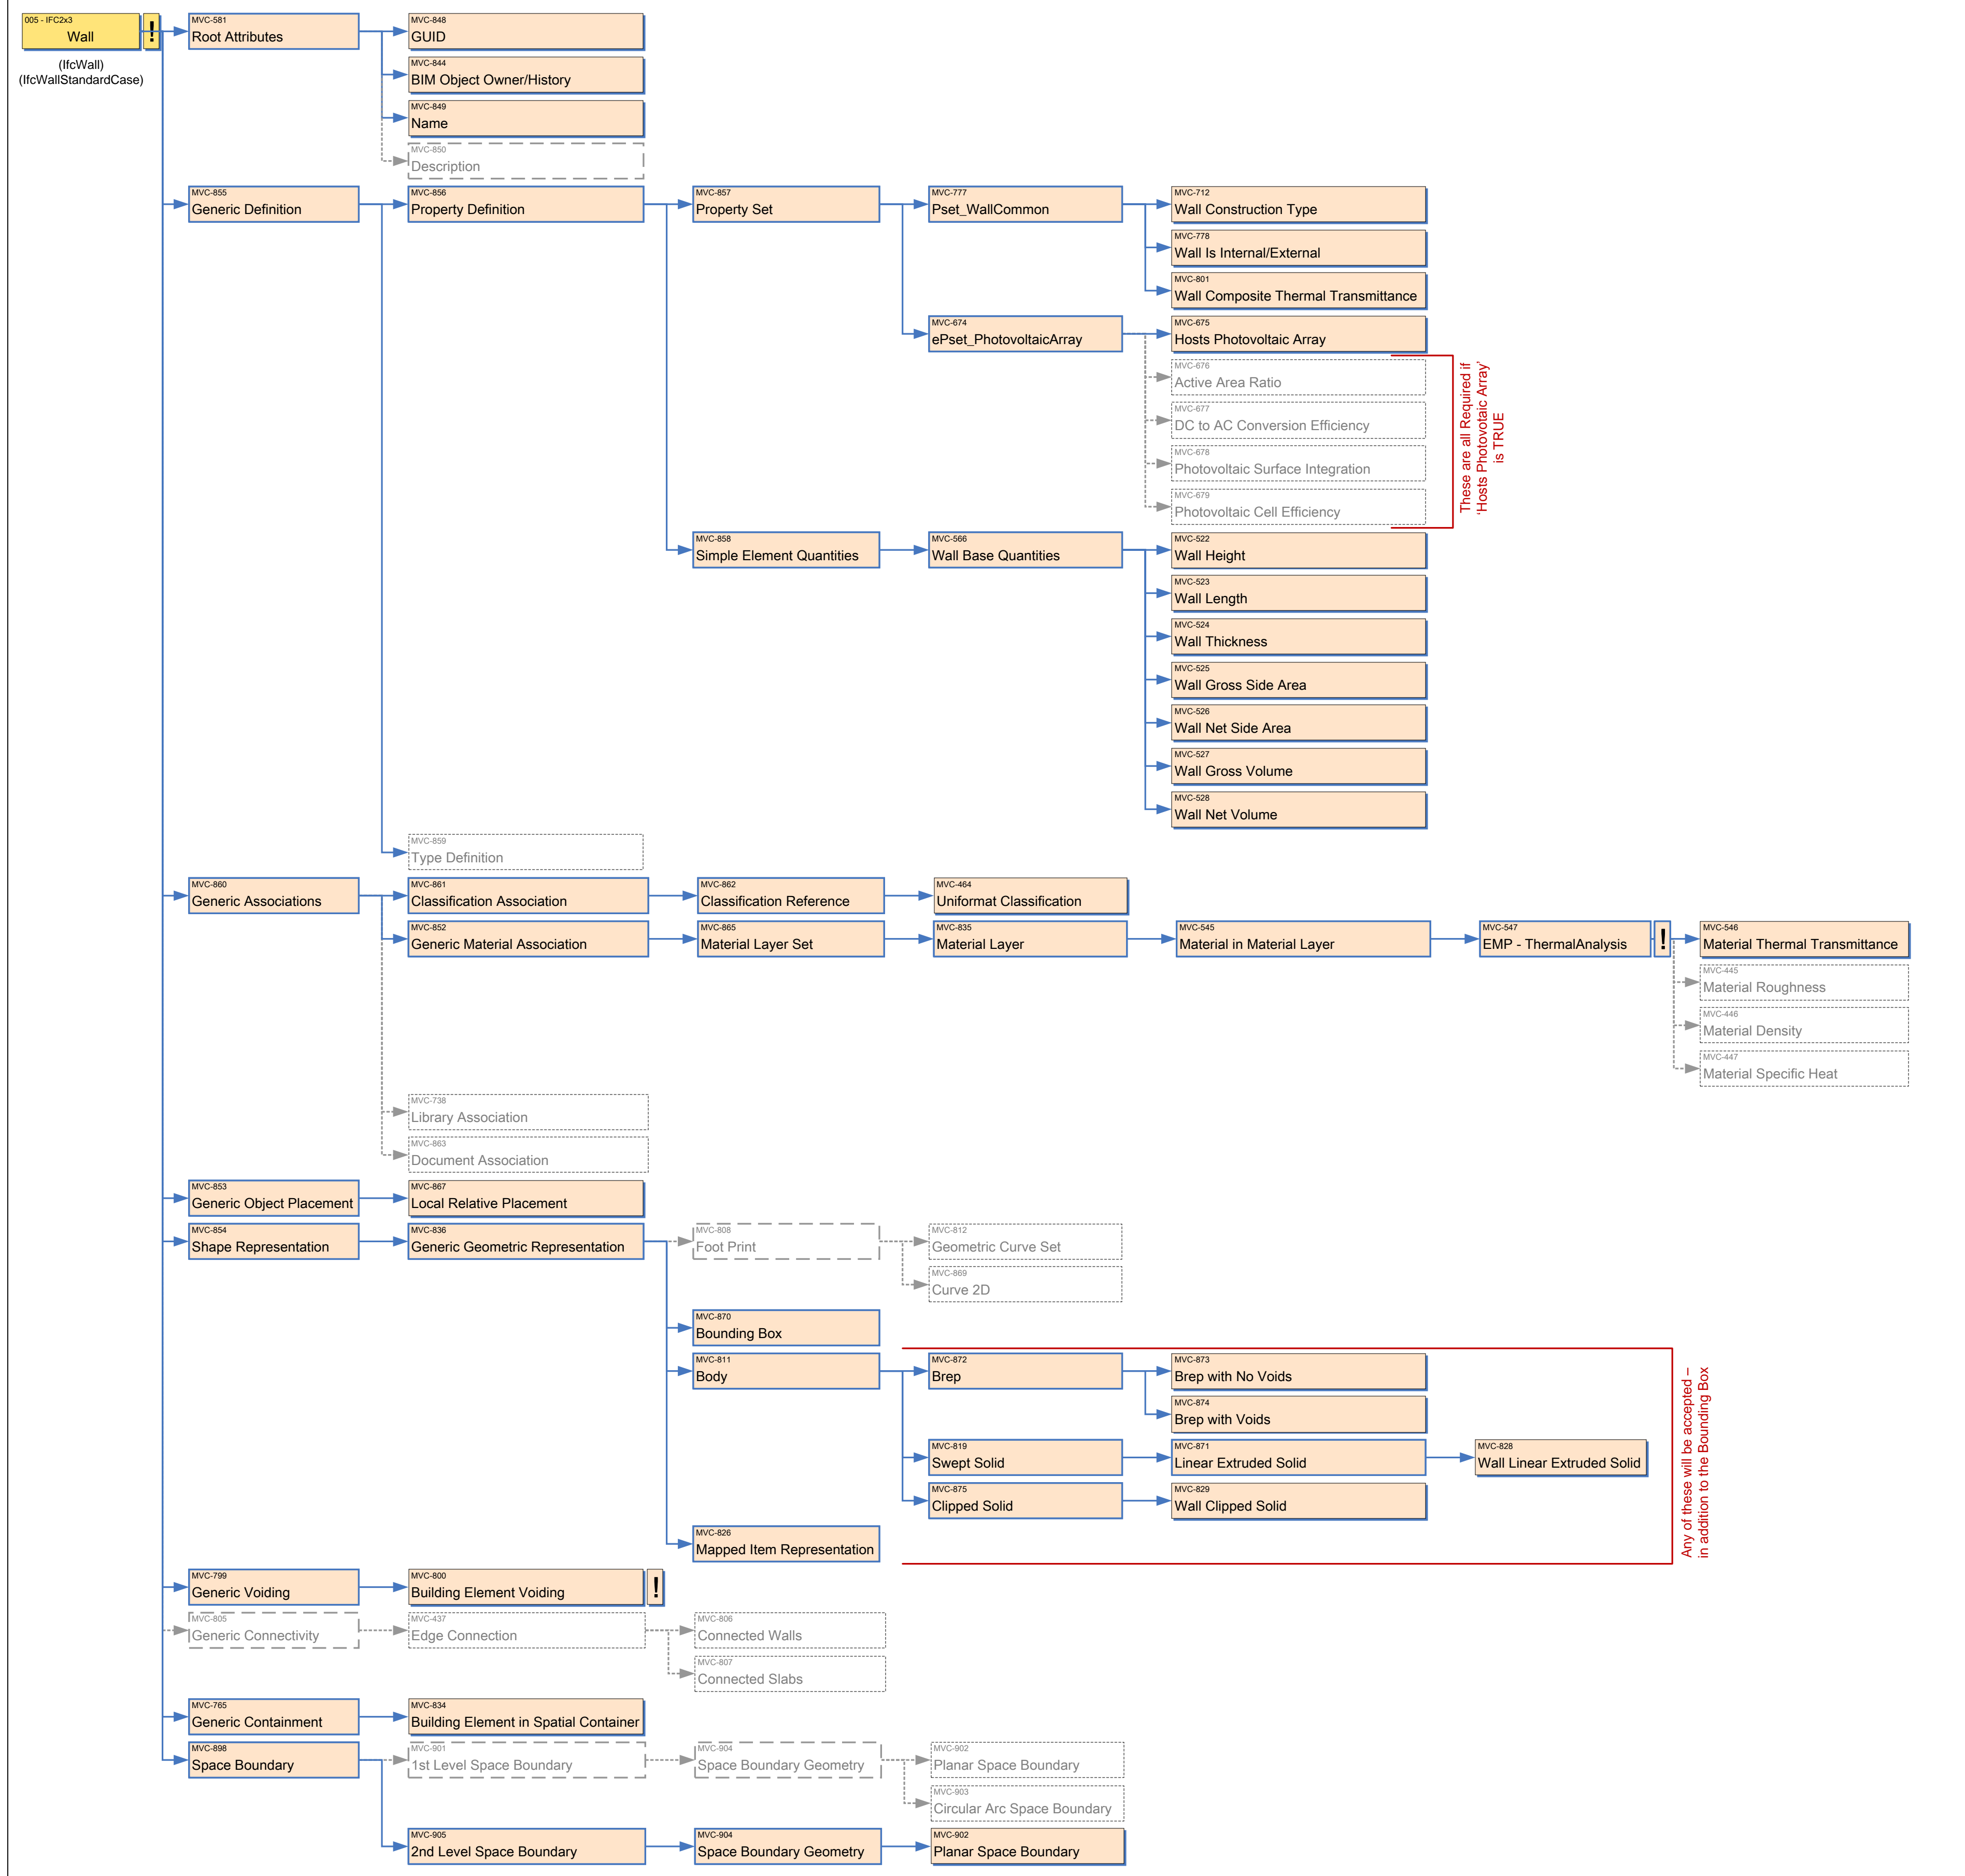 005 - IFC2x3
Wall
!
(IfcWall)
(IfcWallStandardCase)
MVC-581
Root Attributes
MVC-848
GUID
MVC-844
BIM Object Owner/History
MVC-849
Name
MVC-850
Description
MVC-855
Generic Definition
MVC-856
Property Definition
MVC-857
Property Set
MVC-777
Pset_WallCommon
MVC-712
Wall Construction Type
MVC-778
Wall Is Internal/External
MVC-801
Wall Composite Thermal Transmittance
MVC-674
ePset_PhotovoltaicArray
MVC-675
Hosts Photovoltaic Array
MVC-676
Active Area Ratio
MVC-677
DC to AC Conversion Efficiency
MVC-678
Photovoltaic Surface Integration
MVC-679
Photovoltaic Cell Efficiency
These are all Required if
‘Hosts Photovotaic Array’
is TRUE
MVC-858
Simple Element Quantities
MVC-566
Wall Base Quantities
MVC-522
Wall Height
MVC-523
Wall Length
MVC-524
Wall Thickness
MVC-525
Wall Gross Side Area
MVC-526
Wall Net Side Area
MVC-527
Wall Gross Volume
MVC-528
Wall Net Volume
MVC-859
Type Definition
MVC-860
Generic Associations
MVC-861
Classification Association
MVC-862
Classification Reference
MVC-464
Uniformat Classification
MVC-852
Generic Material Association
MVC-865
Material Layer Set
MVC-835
Material Layer
MVC-545
Material in Material Layer
MVC-547
EMP - ThermalAnalysis
!
MVC-546
Material Thermal Transmittance
MVC-445
Material Roughness
MVC-446
Material Density
MVC-447
Material Specific Heat
MVC-738
Library Association
MVC-863
Document Association
MVC-853
Generic Object Placement
MVC-867
Local Relative Placement
MVC-854
Shape Representation
MVC-836
Generic Geometric Representation
MVC-808
Foot Print
MVC-812
Geometric Curve Set
MVC-869
Curve 2D
MVC-870
Bounding Box
MVC-811
Body
MVC-872
Brep
MVC-873
Brep with No Voids
MVC-874
Brep with Voids
MVC-819
Swept Solid
MVC-871
Linear Extruded Solid
MVC-828
Wall Linear Extruded Solid
MVC-875
Clipped Solid
MVC-829
Wall Clipped Solid
MVC-826
Mapped Item Representation
Any of these will be accepted –
in addition to the Bounding Box
MVC-799
Generic Voiding
MVC-800
Building Element Voiding
!
MVC-805
Generic Connectivity
MVC-437
Edge Connection
MVC-806
Connected Walls
MVC-807
Connected Slabs
MVC-765
Generic Containment
MVC-834
Building Element in Spatial Container
MVC-898
Space Boundary
MVC-901
1st Level Space Boundary
MVC-904
Space Boundary Geometry
MVC-902
Planar Space Boundary
MVC-903
Circular Arc Space Boundary
MVC-905
2nd Level Space Boundary
MVC-904
Space Boundary Geometry
MVC-902
Planar Space Boundary